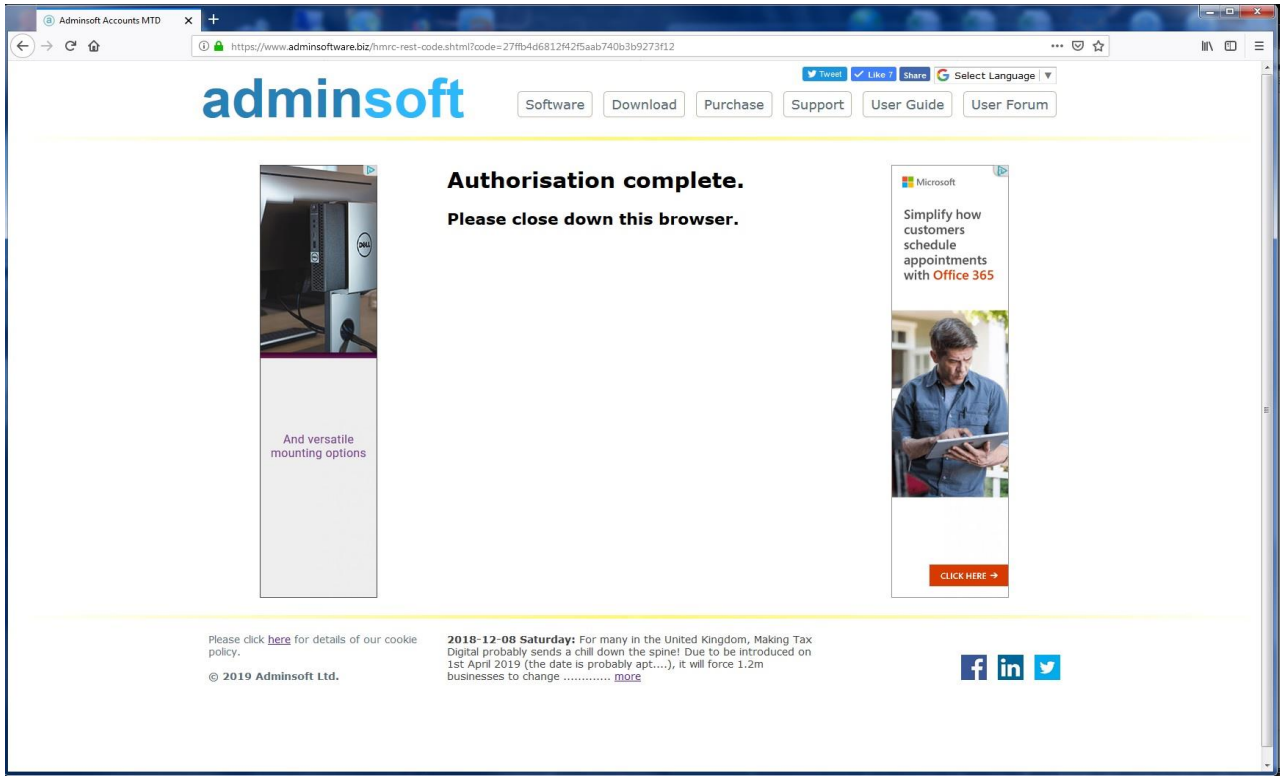 Adminsoft Accounts MTD
https://www.adminsoftware.biz/hmrc-rest-code.shtml?code=27ffb4d6812f42f5aab740b3b9273f12
Tweet Like 7 Share Select Language
adminsoft
Software Download Purchase Support User Guide User Forum
Authorisation complete.
Please close down this browser.
DELL
And versatile
mounting options
Microsoft
Simplify how
customers
schedule
appointments
with Office 365
CLICK HERE →
Please click here for details of our cookie
policy.
© 2019 Adminsoft Ltd.
2018-12-08 Saturday: For many in the United Kingdom, Making Tax
Digital probably sends a chill down the spine! Due to be introduced on
1st April 2019 (the date is probably apt....), it will force 1.2m
businesses to change ............. more